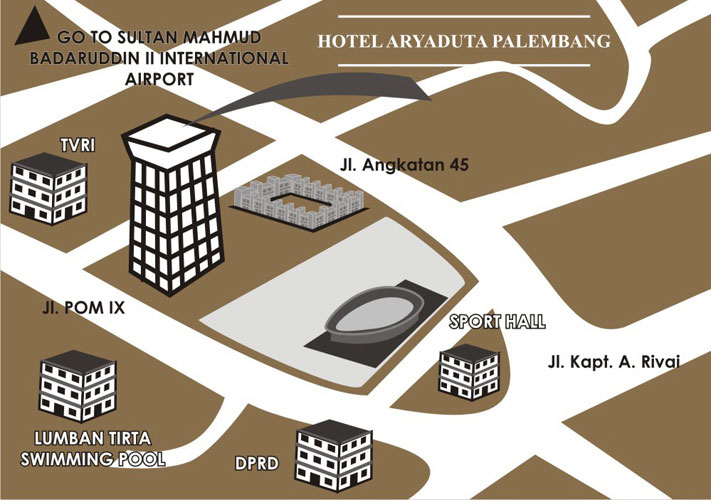 GO TO SULTAN MAHMUD
BADARUDDIN II INTERNATIONAL
AIRPORT
HOTEL ARYADUTA PALEMBANG
TVRI
Jl. Angkatan 45
Jl. POM IX
SPORT HALL
Jl. Kapt. A. Rivai
LUMBAN TIRTA
SWIMMING POOL
DPRD